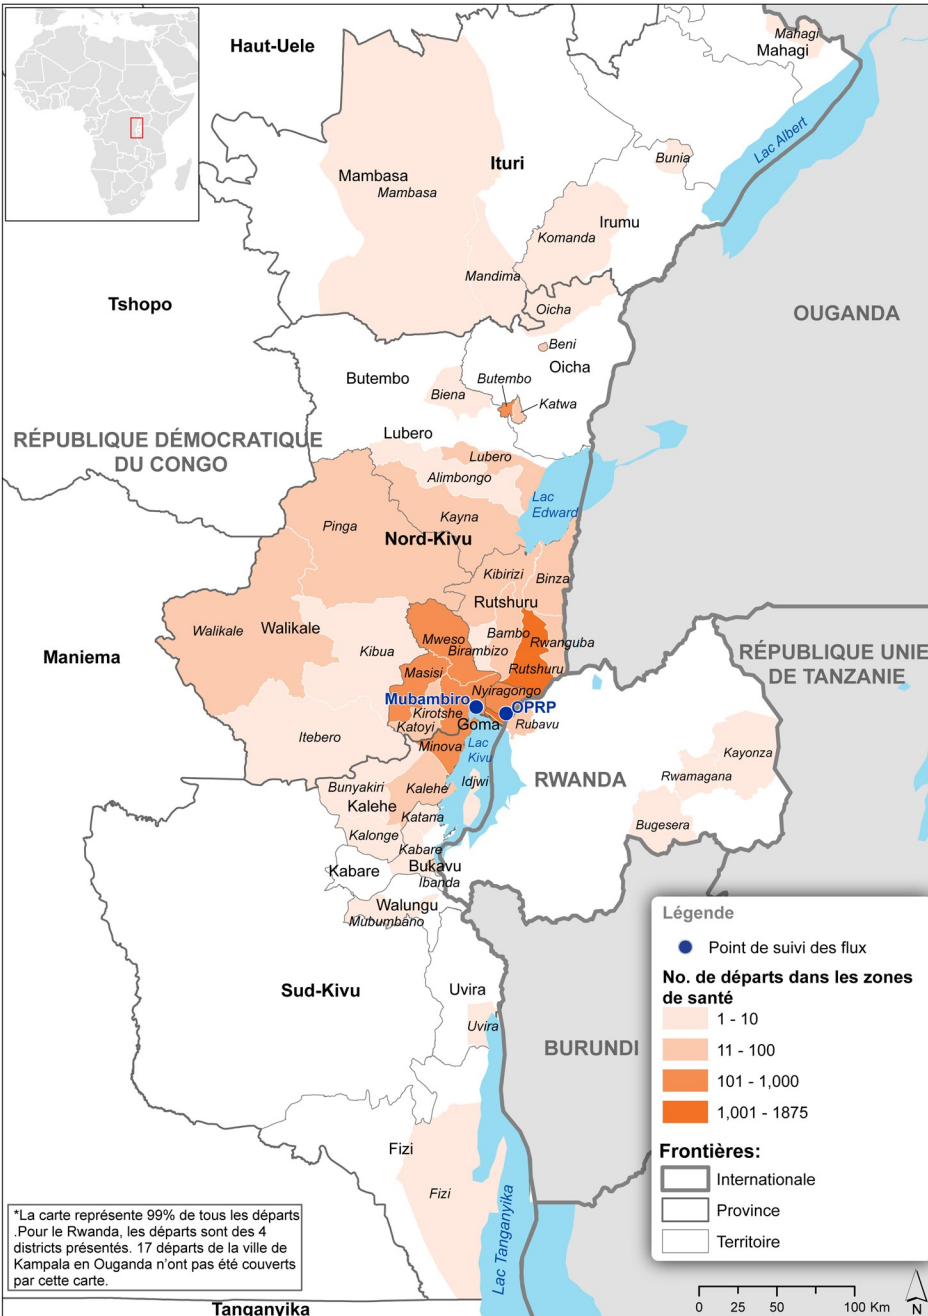 Haut-Uele
Mahagi
Mahagi
Lac Albert
Bunia
Ituri
Mambasa
Mambasa
Irumu
Komanda
Mandima
Tshopo
Oicha
OUGANDA
Beni
Oicha
Butembo
Butembo
Biena
Katwa
Lubero
RÉPUBLIQUE DÉMOCRATIQUE
DU CONGO
Lubero
Alimbongo
Lac
Edward
Pinga
Kayna
Nord-Kivu
Kibirizi
Binza
Rutshuru
Walikale
Walikale
Mweso
Bambo
Rwanguba
Kibua
Birambizo
Maniema
RÉPUBLIQUE UNIE
DE TANZANIE
Masisi
Rutshuru
Nyiragongo
Mubambiro
OPRP
Kirotshe
Katoyi
Goma
Rubavu
Itebero
Minova
Lac
Kivu
Kayonza
Rwamagana
RWANDA
Idjwi
Bunyakiri
Kalehe
Kalehe
Katana
Bugesera
Kalonge
Kabare
Kabare
Bukavu
Ibanda
Walungu
Mubumbano
Sud-Kivu
Uvira
Uvira
BURUNDI
Fizi
Fizi
Lac Tanganyika
Légende
Point de suivi des flux
No. de départs dans les zones
de santé
1 - 10
11 - 100
101 - 1,000
1,001 - 1875
Frontières:
Internationale
Province
Territoire
*La carte représente 99% de tous les départs
.Pour le Rwanda, les départs sont des 4
districts présentés. 17 départs de la ville de
Kampala en Ouganda n’ont pas été couverts
par cette carte.
Tanganyika
0 25 50 100 Km
N